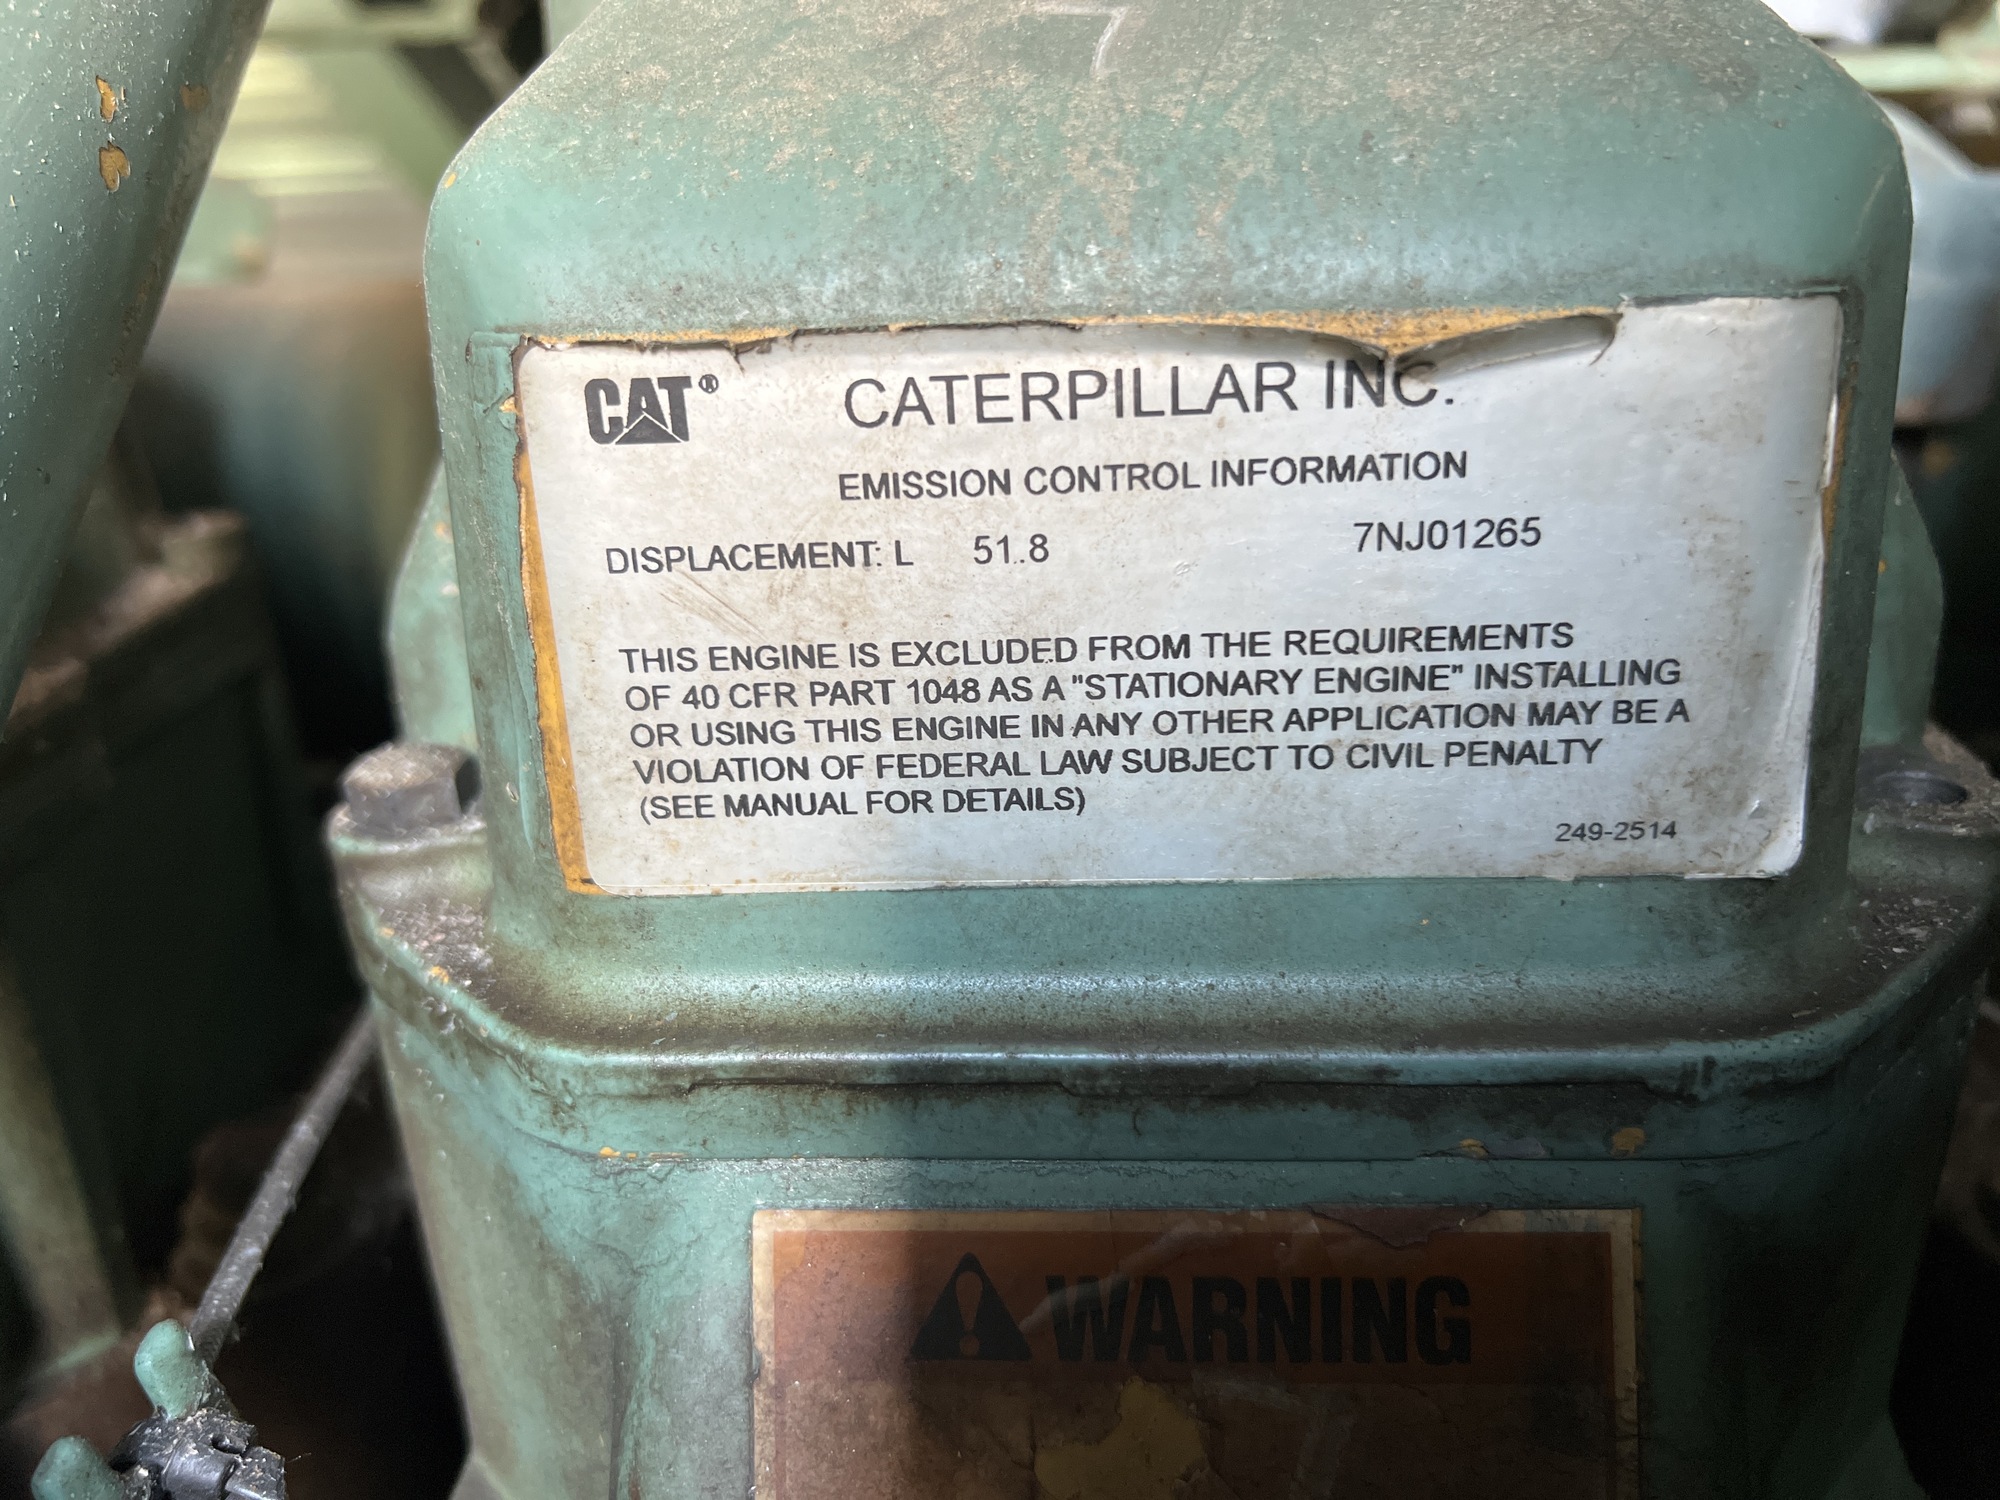 7
CAT® CATERPILLAR INC.
EMISSION CONTROL INFORMATION
DISPLACEMENT: L 51.8 7NJ01265
THIS ENGINE IS EXCLUDED FROM THE REQUIREMENTS
OF 40 CFR PART 1048 AS A "STATIONARY ENGINE" INSTALLING
OR USING THIS ENGINE IN ANY OTHER APPLICATION MAY BE A
VIOLATION OF FEDERAL LAW SUBJECT TO CIVIL PENALTY
(SEE MANUAL FOR DETAILS)
249-2514
WARNING